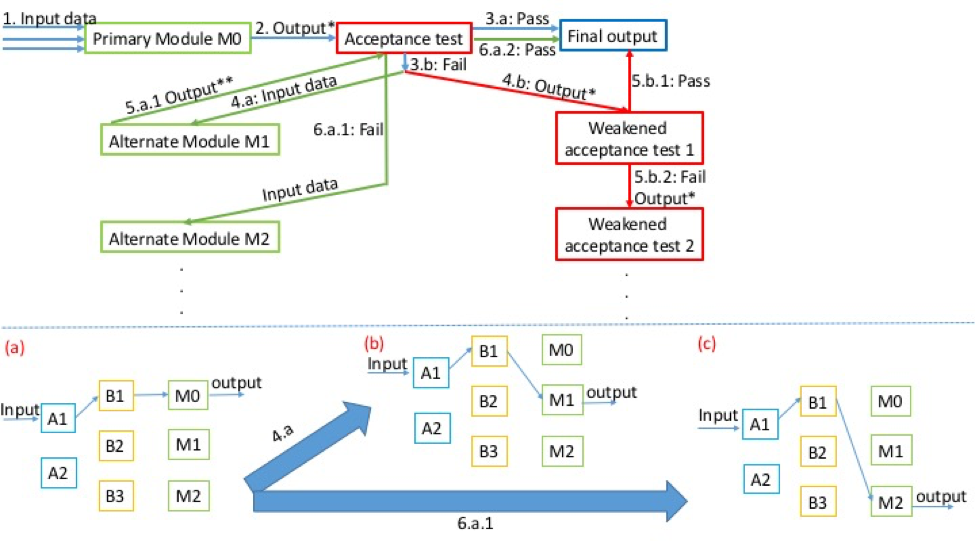 1. Input data
Primary Module M0
2. Output*
Acceptance test
3.a: Pass
6.a.2: Pass
Final output
3.b: Fail
5.a.1 Output**
4.a: Input data
4.b: Output*
5.b.1: Pass
Alternate Module M1
6.a.1: Fail
Weakened
acceptance test 1
5.b.2: Fail
Output*
Input data
Alternate Module M2
Weakened
acceptance test 2
.
.
.
.
.
.
(a)
Input
A1
A2
B1
B2
B3
M0
M1
M2
output
4.a
6.a.1
(b)
Input
A1
A2
B1
B2
B3
M0
M1
M2
output
(c)
Input
A1
A2
B1
B2
B3
M0
M1
M2
output